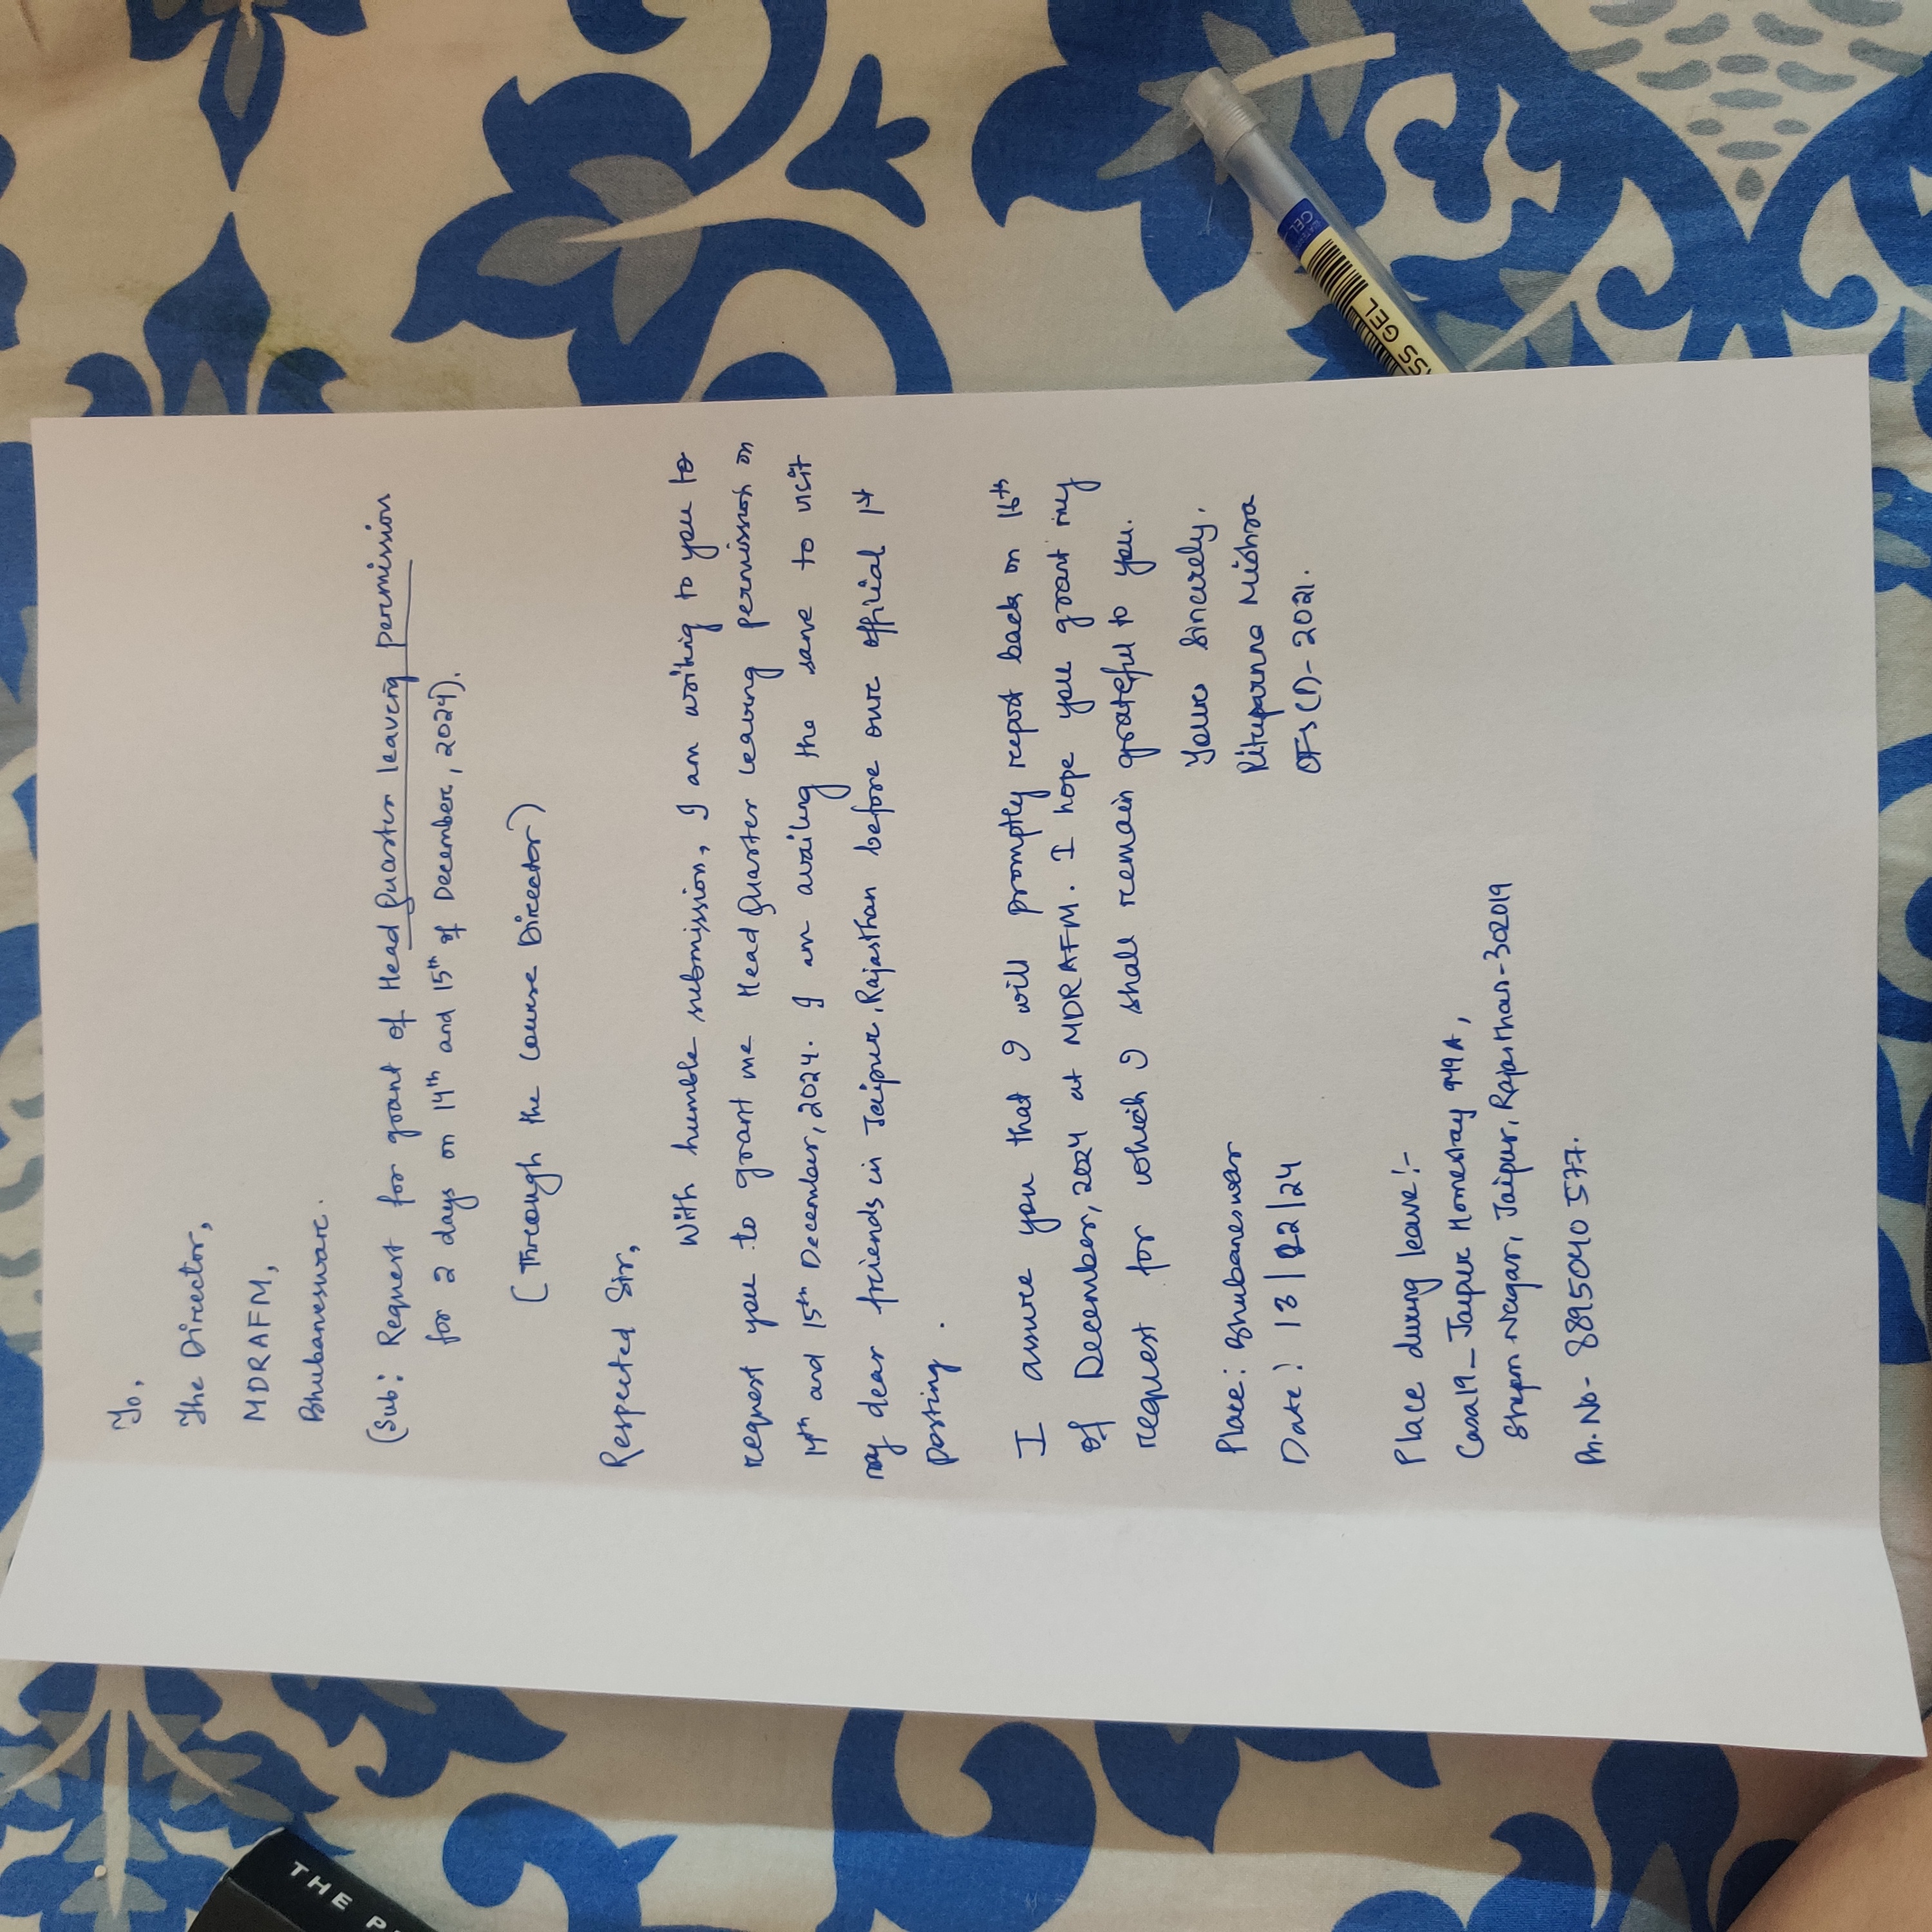 To,
The Director,
MDRAFM,
Bhubaneswar.
(Sub: Request for grant of Head Quarter leaving permission
for 2 days on 14th and 15th of December, 2024).
(Through the Course Director)
Respected Sir,
With humble submission, I am writing to you to
request you to grant me Head Quarter leaving permission on
14th and 15th December, 2024. I am availing the same to visit
my dear friends in Jaipur, Rajasthan before our official 1st
posting.
I assure you that I will promptly report back on 16th
of December, 2024 at MDRAFM. I hope you grant my
request for which I shall remain grateful to you.
Yours Sincerely,
Rituparnna Mishra
OFS (I)- 2021.
Place: Bhubaneswar
Date: 13/12/24
Place during leave:-
Casa19_ Jaipur Homestay 949A,
Nagar, Jaipur, Rajasthan-302019
Ph. No- 8895040577.
THE P
GEL
SS GEL